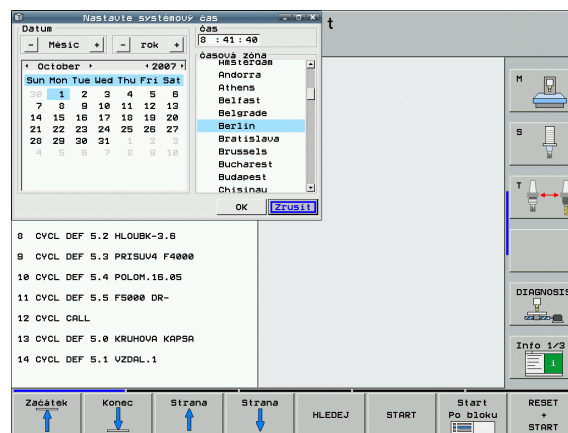 Nastavte systémový čas
Datum
- Měsíc +
- rok +
October
2007
Sun Mon Tue Wed Thu Fri Sat
30 1 2 3 4 5 6
7 8 9 10 11 12 13
14 15 16 17 18 19 20
21 22 23 24 25 26 27
28 29 30 31 1 2 3
4 5 6 7 8 9 10
čas
8 : 41 : 40
časová zóna
Amsterdam
Andorra
Athens
Belfast
Belgrade
Berlin
Bratislava
Brussels
Bucharest
Budapest
Chisinau
OK
Zrusit
t
8 CYCL DEF 5.2 HLOUBK-3.6
9 CYCL DEF 5.3 PRISUV4 F4000
10 CYCL DEF 5.4 POLOM.16.05
11 CYCL DEF 5.5 F5000 DR-
12 CYCL CALL
13 CYCL DEF 5.0 KRUHOVA KAPSA
14 CYCL DEF 5.1 VZDAL.1
M
S
T
DIAGNOSIS
Info 1/3
i
Začátek
Konec
Strana
Strana
HLEDEJ
START
Start
Po bloku
RESET
+
START